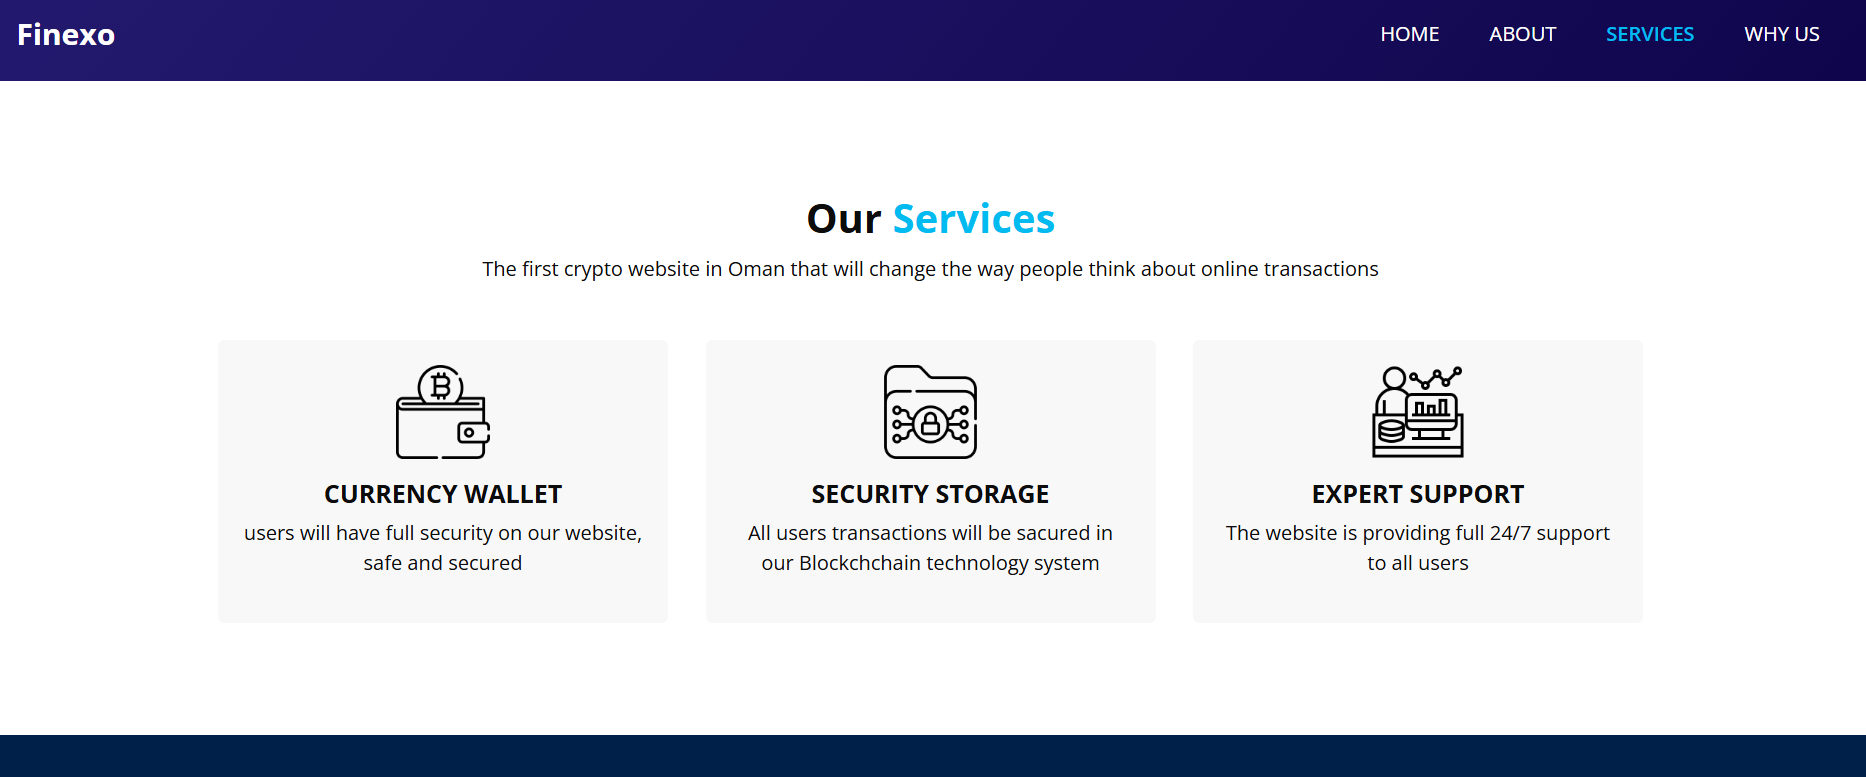 Finexo
HOME ABOUT SERVICES WHY US
Our Services
The first crypto website in Oman that will change the way people think about online transactions
CURRENCY WALLET
users will have full security on our website,
safe and secured
SECURITY STORAGE
All users transactions will be sacured in
our Blockchchain technology system
EXPERT SUPPORT
The website is providing full 24/7 support
to all users